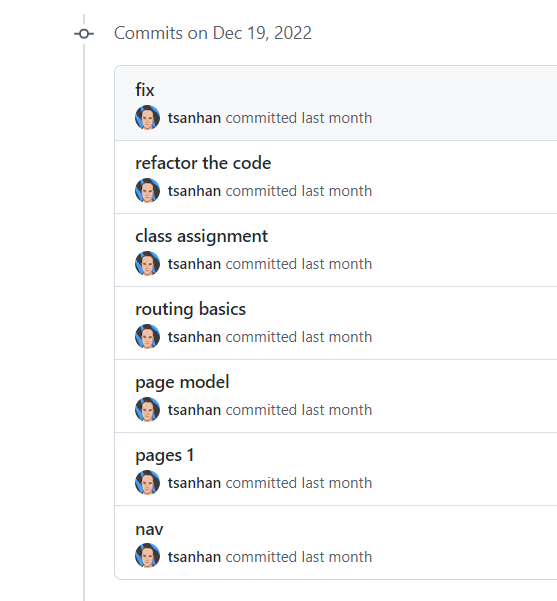 Commits on Dec 19, 2022
fix
tsanhan committed last month
refactor the code
tsanhan committed last month
class assignment
tsanhan committed last month
routing basics
tsanhan committed last month
page model
tsanhan committed last month
pages 1
tsanhan committed last month
nav
tsanhan committed last month